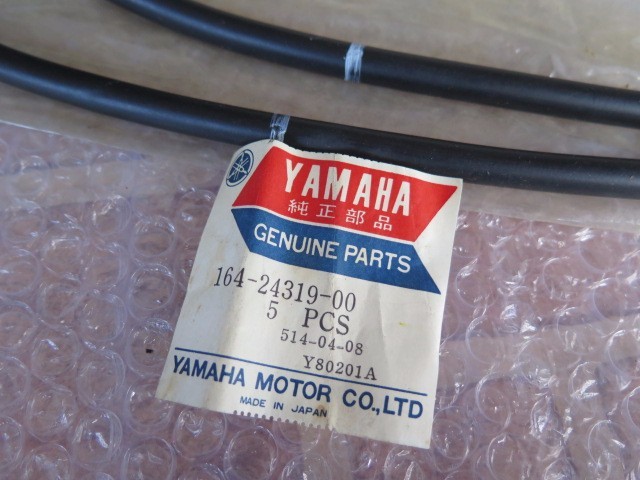 YAMAHA
純正部品
GENUINE PARTS
164-24319-00
5 PCS
514-04-08
Y80201A
YAMAHA MOTOR CO.,LTD
MADE IN JAPAN